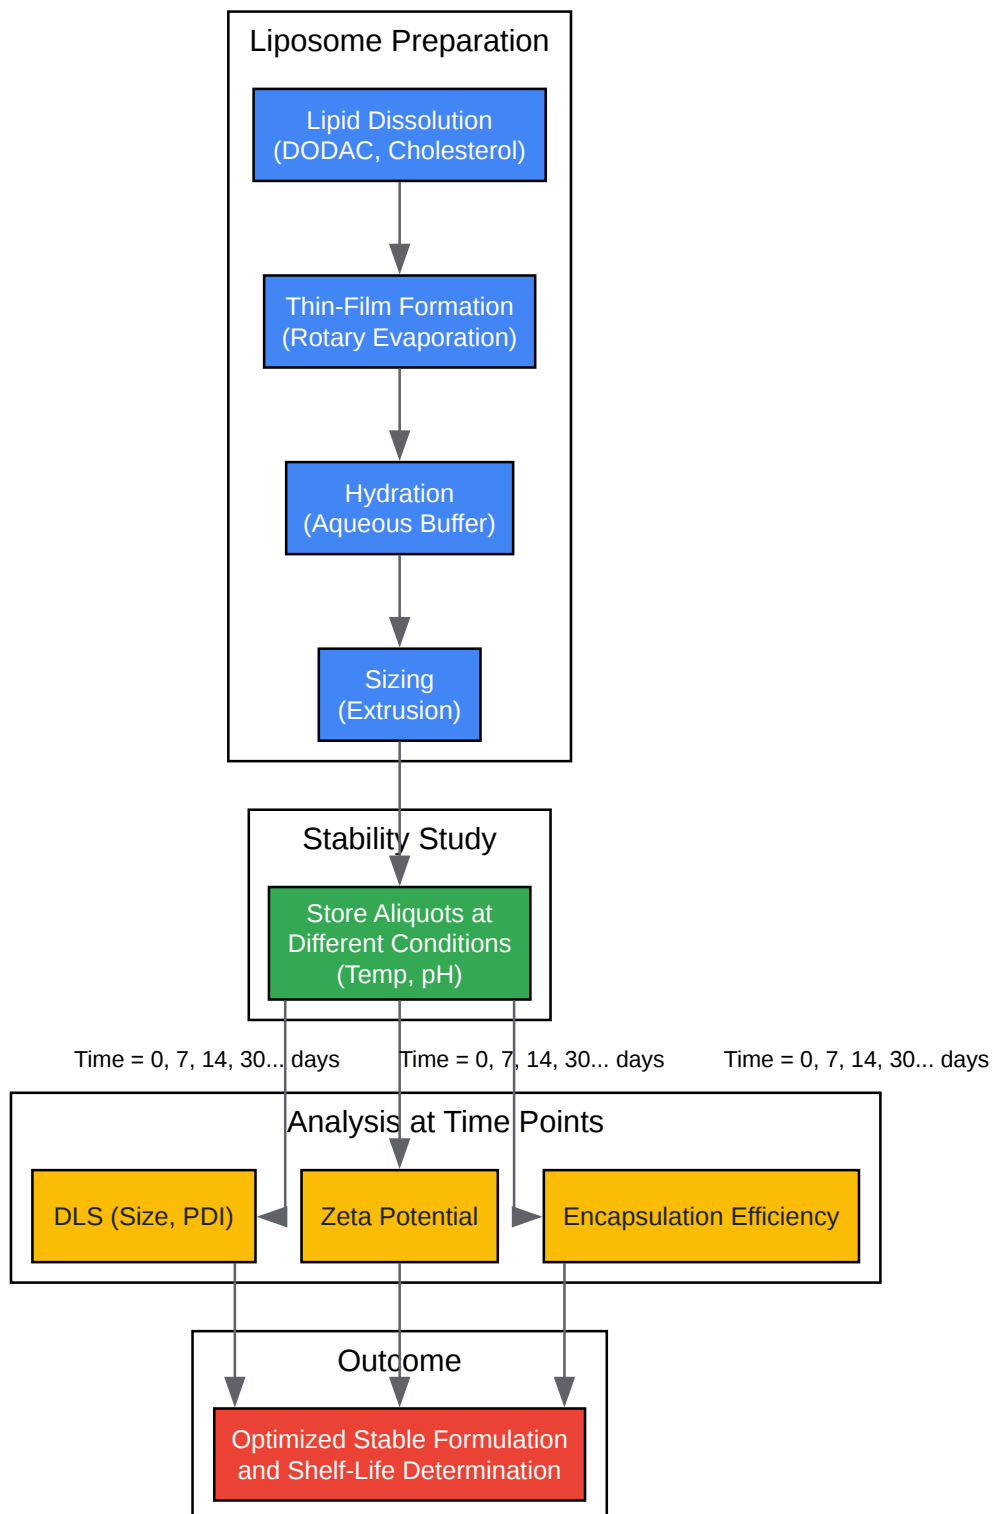 Liposome Preparation
Lipid Dissolution
(DODAC, Cholesterol)
Thin-Film Formation
(Rotary Evaporation)
Hydration
(Aqueous Buffer)
Sizing
(Extrusion)
Stability Study
Store Aliquots at
Different Conditions
(Temp, pH)
Time = 0, 7, 14, 30... days
Time = 0, 7, 14, 30... days
Time = 0, 7, 14, 30... days
Analysis at Time Points
DLS (Size, PDI)
Zeta Potential
Encapsulation Efficiency
Outcome
Optimized Stable Formulation
and Shelf-Life Determination